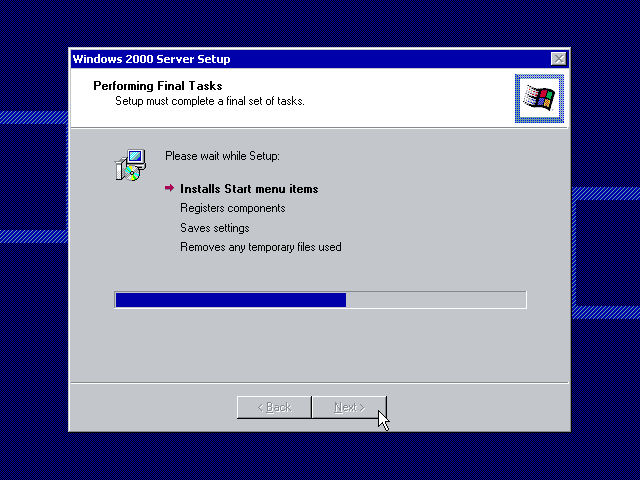 Windows 2000 Server Setup
Performing Final Tasks
Setup must complete a final set of tasks.
Please wait while Setup:
Installs Start menu items
Registers components
Saves settings
Removes any temporary files used
< Back
Next >